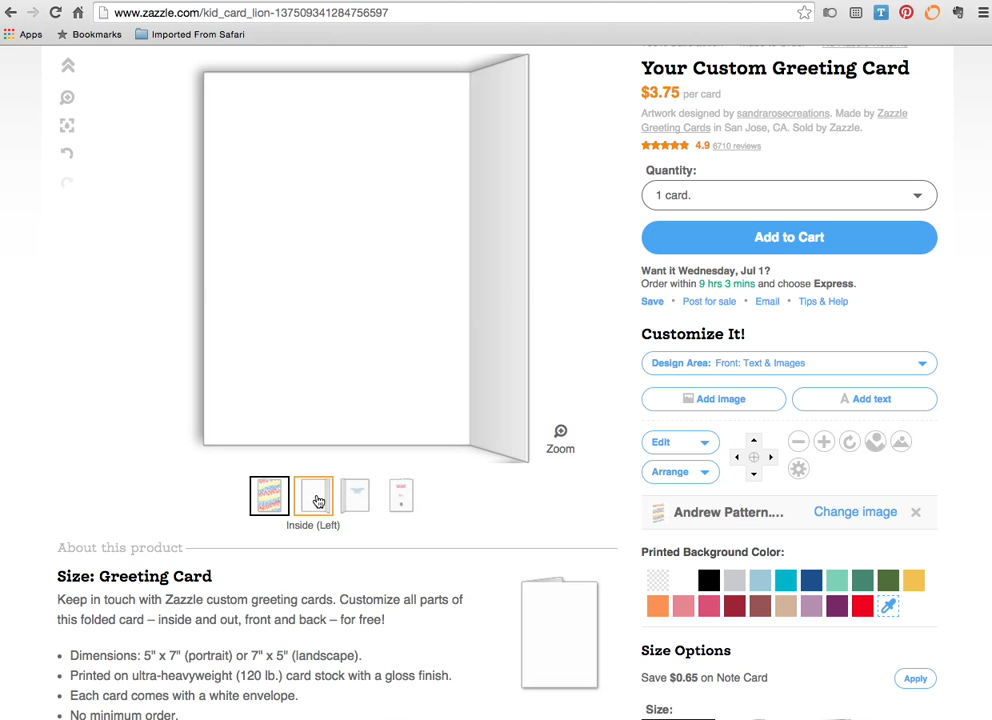 www.zazzle.com/kid_card_lion-137509341284756597
Apps
Bookmarks
Imported From Safari
Your Custom Greeting Card
$3.75 per card
Artwork designed by sandrarosecreations. Made by Zazzle
Greeting Cards in San Jose, CA. Sold by Zazzle.
4.9 6710 reviews
Quantity:
1 card.
Add to Cart
Want it Wednesday, Jul 1?
Order within 9 hrs 3 mins and choose Express.
Save • Post for sale • Email • Tips & Help
Customize It!
Design Area: Front: Text & Images
Add image
A Add text
Edit
Arrange
Zoom
Inside (Left)
Andrew Pattern....
Change image
Printed Background Color:
About this product
Size: Greeting Card
Keep in touch with Zazzle custom greeting cards. Customize all parts of
this folded card – inside and out, front and back – for free!
• Dimensions: 5" x 7" (portrait) or 7" x 5" (landscape).
• Printed on ultra-heavyweight (120 lb.) card stock with a gloss finish.
• Each card comes with a white envelope.
• No minimum order.
Size Options
Save $0.65 on Note Card
Apply
Size: